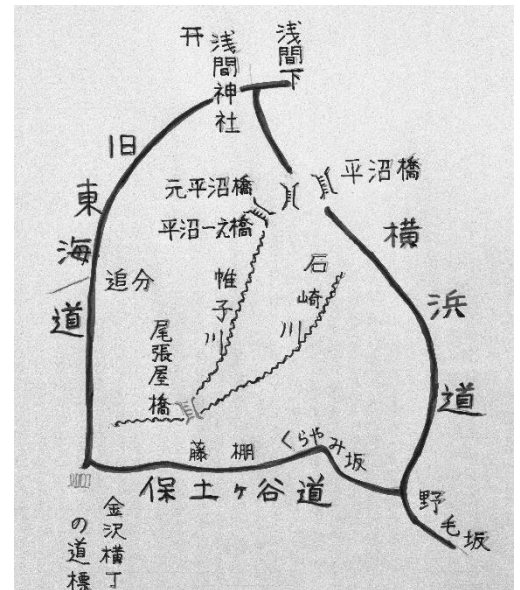 浅間下
开
浅間神社
旧東海道
元平沼橋
平沼橋
平沼一之橋
横浜道
追分
帷子川
石崎川
尾張屋橋
藤棚
くらやみ坂
保土ヶ谷道
野毛坂
金沢横丁
の道標